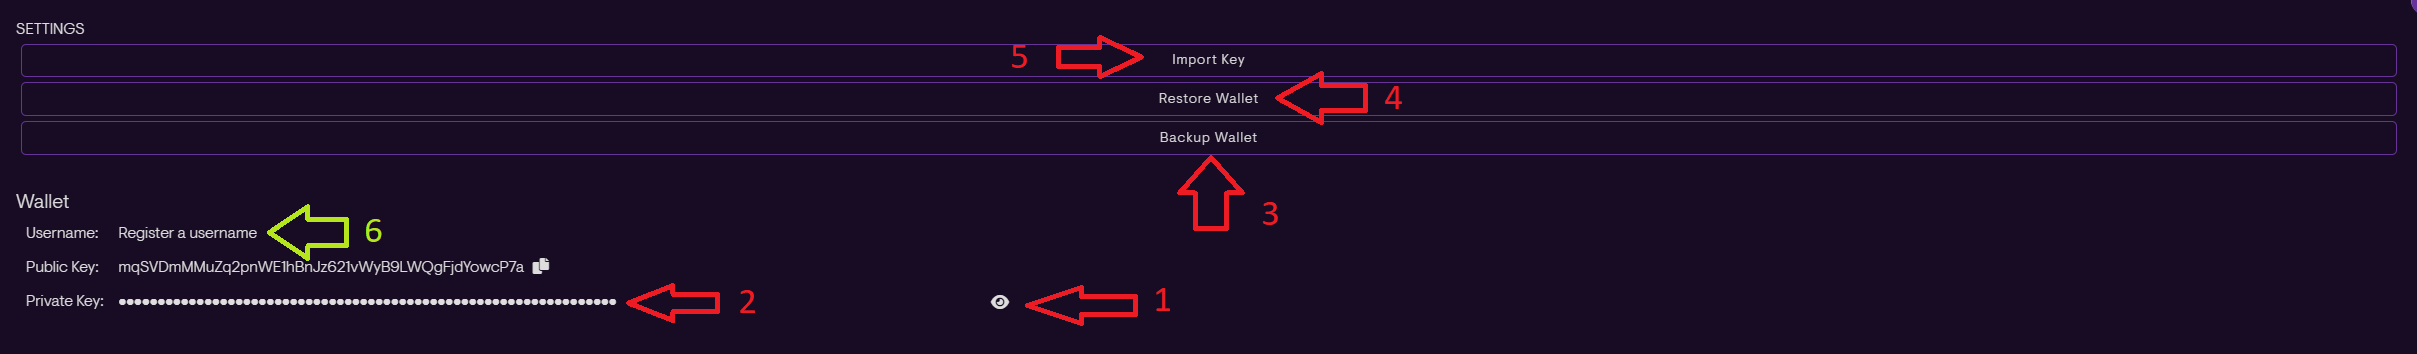 SETTINGS
5 Import Key
Restore Wallet 4
Backup Wallet
3
Wallet
Username: Register a username 6
Public Key: mqSVDmMMuZq2pnWE1hBnJz621vWyB9LWQgFjdYowcP7a
Private Key: •••••••••••••••••••••••••••••••••••••••••••••••••••••••••••••••• 2 1